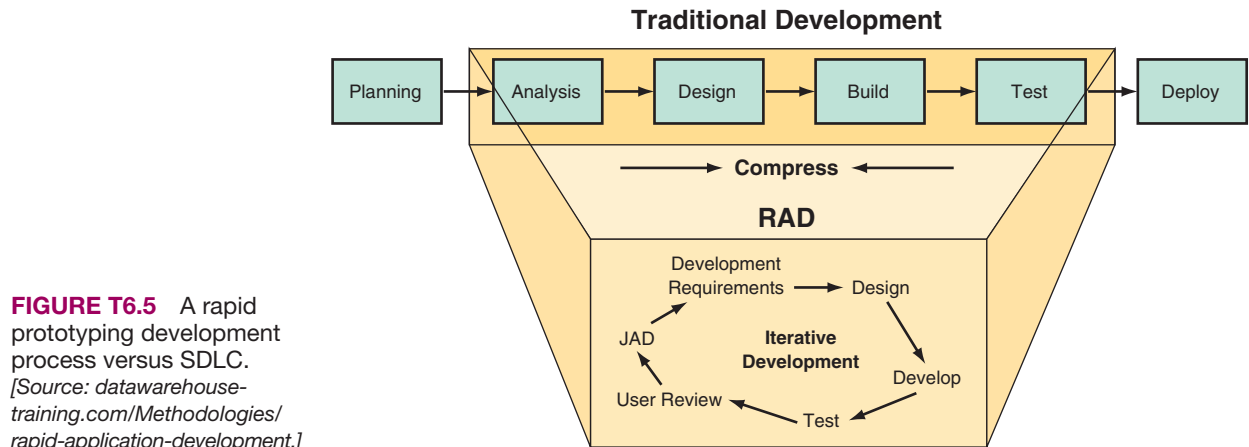 Traditional Development
Planning
Analysis
Design
Build
Test
Deploy
Compress
RAD
Development
Requirements
Design
JAD
Iterative
Development
Develop
User Review
Test
FIGURE T6.5 A rapid
prototyping development
process versus SDLC.
[Source: datawarehouse-
training.com/Methodologies/
rapid-application-development.]